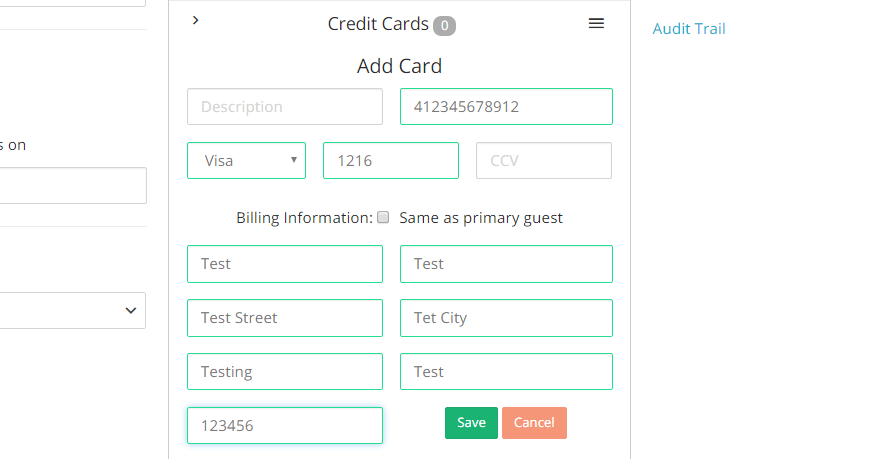 Credit Cards 0
Audit Trail
Add Card
Description 412345678912
s on
Visa 1216 CCV
Billing Information: Same as primary guest
Test Test
Test Street Tet City
Testing Test
123456 Save Cancel